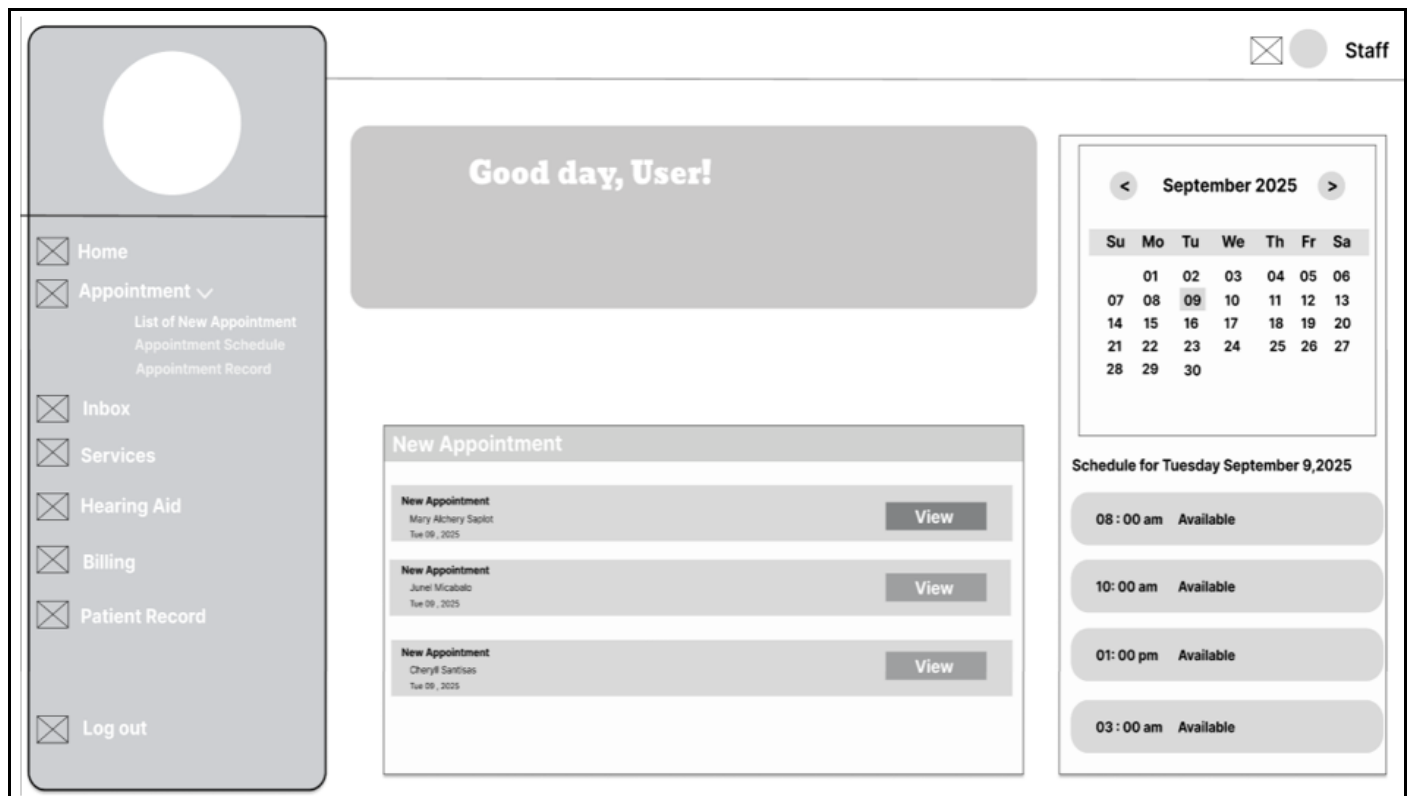 Staff
Home
Appointment
List of New Appointment
Appointment Schedule
Appointment Record
Inbox
Services
Hearing Aid
Billing
Patient Record
Log out
Good day, User!
New Appointment
New Appointment
Mary Alchery Saplot
Tue 09 , 2025
View
New Appointment
Junel Micabalo
Tue 09 , 2025
View
New Appointment
Cheryll Santisas
Tue 09 , 2025
View
< September 2025 >
Su Mo Tu We Th Fr Sa
01 02 03 04 05 06
07 08 09 10 11 12 13
14 15 16 17 18 19 20
21 22 23 24 25 26 27
28 29 30
Schedule for Tuesday September 9,2025
08 : 00 am Available
10: 00 am Available
01: 00 pm Available
03 : 00 am Available